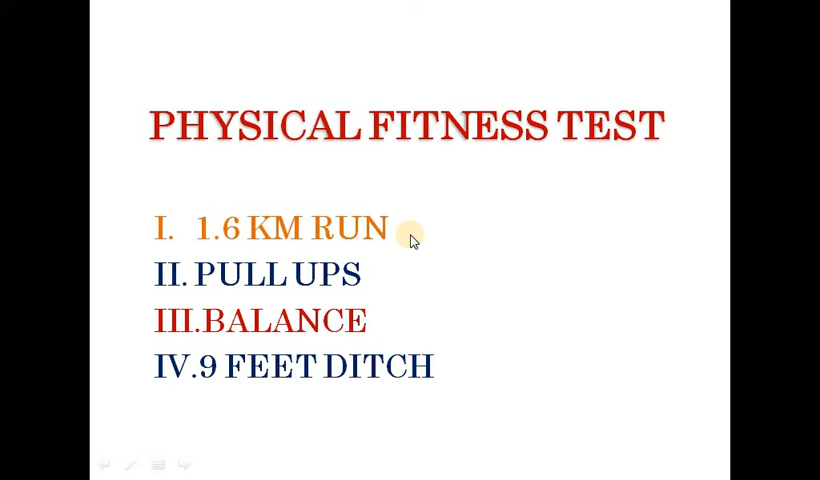 PHYSICAL FITNESS TEST
I. 1.6 KM RUN
II. PULL UPS
III.BALANCE
IV.9 FEET DITCH